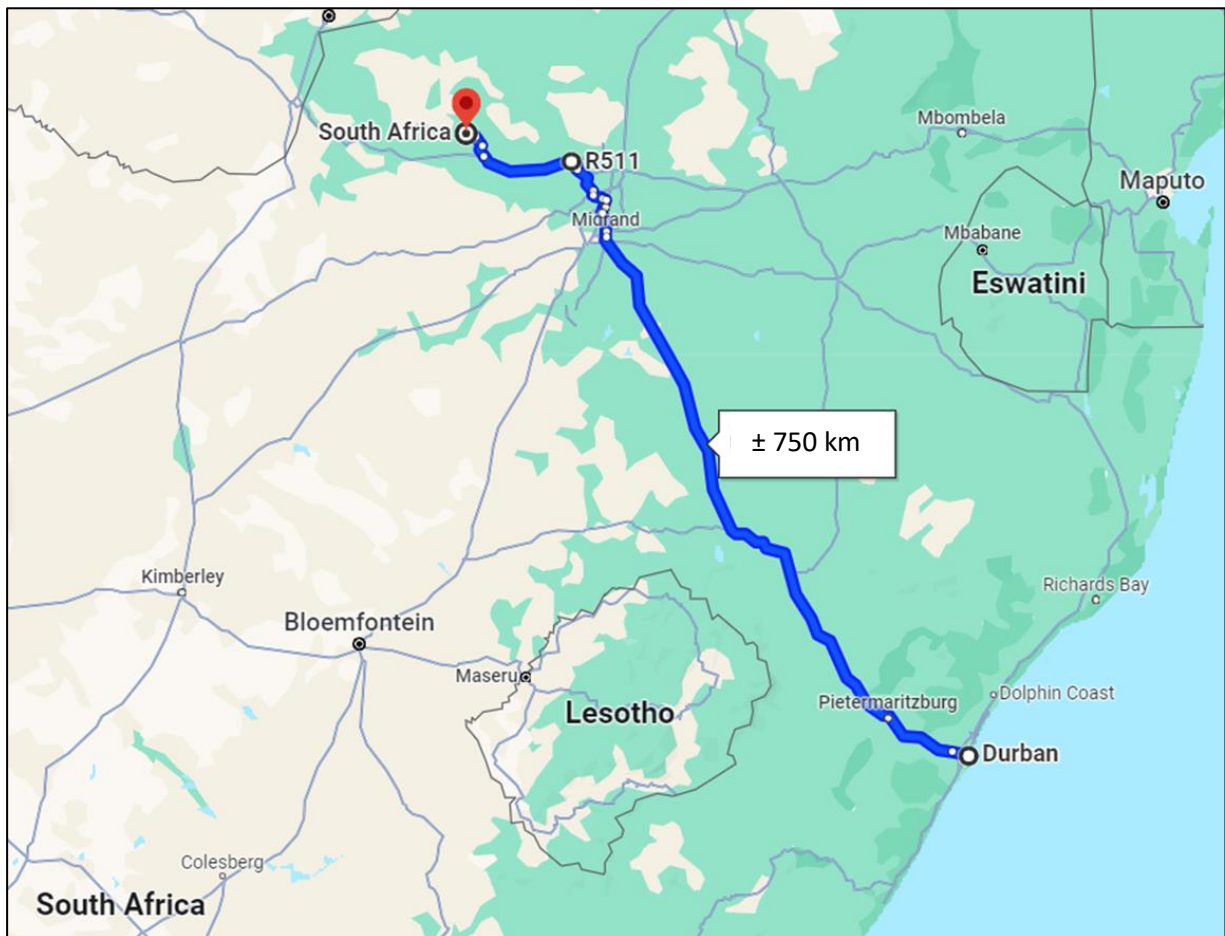 South Africa
R511
Mbombela
Maputo
Midrand
Mbabane
Eswatini
± 750 km
Kimberley
Bloemfontein
Richards Bay
Maseru
Lesotho
Pietermaritzburg
Dolphin Coast
Durban
Colesberg
South Africa